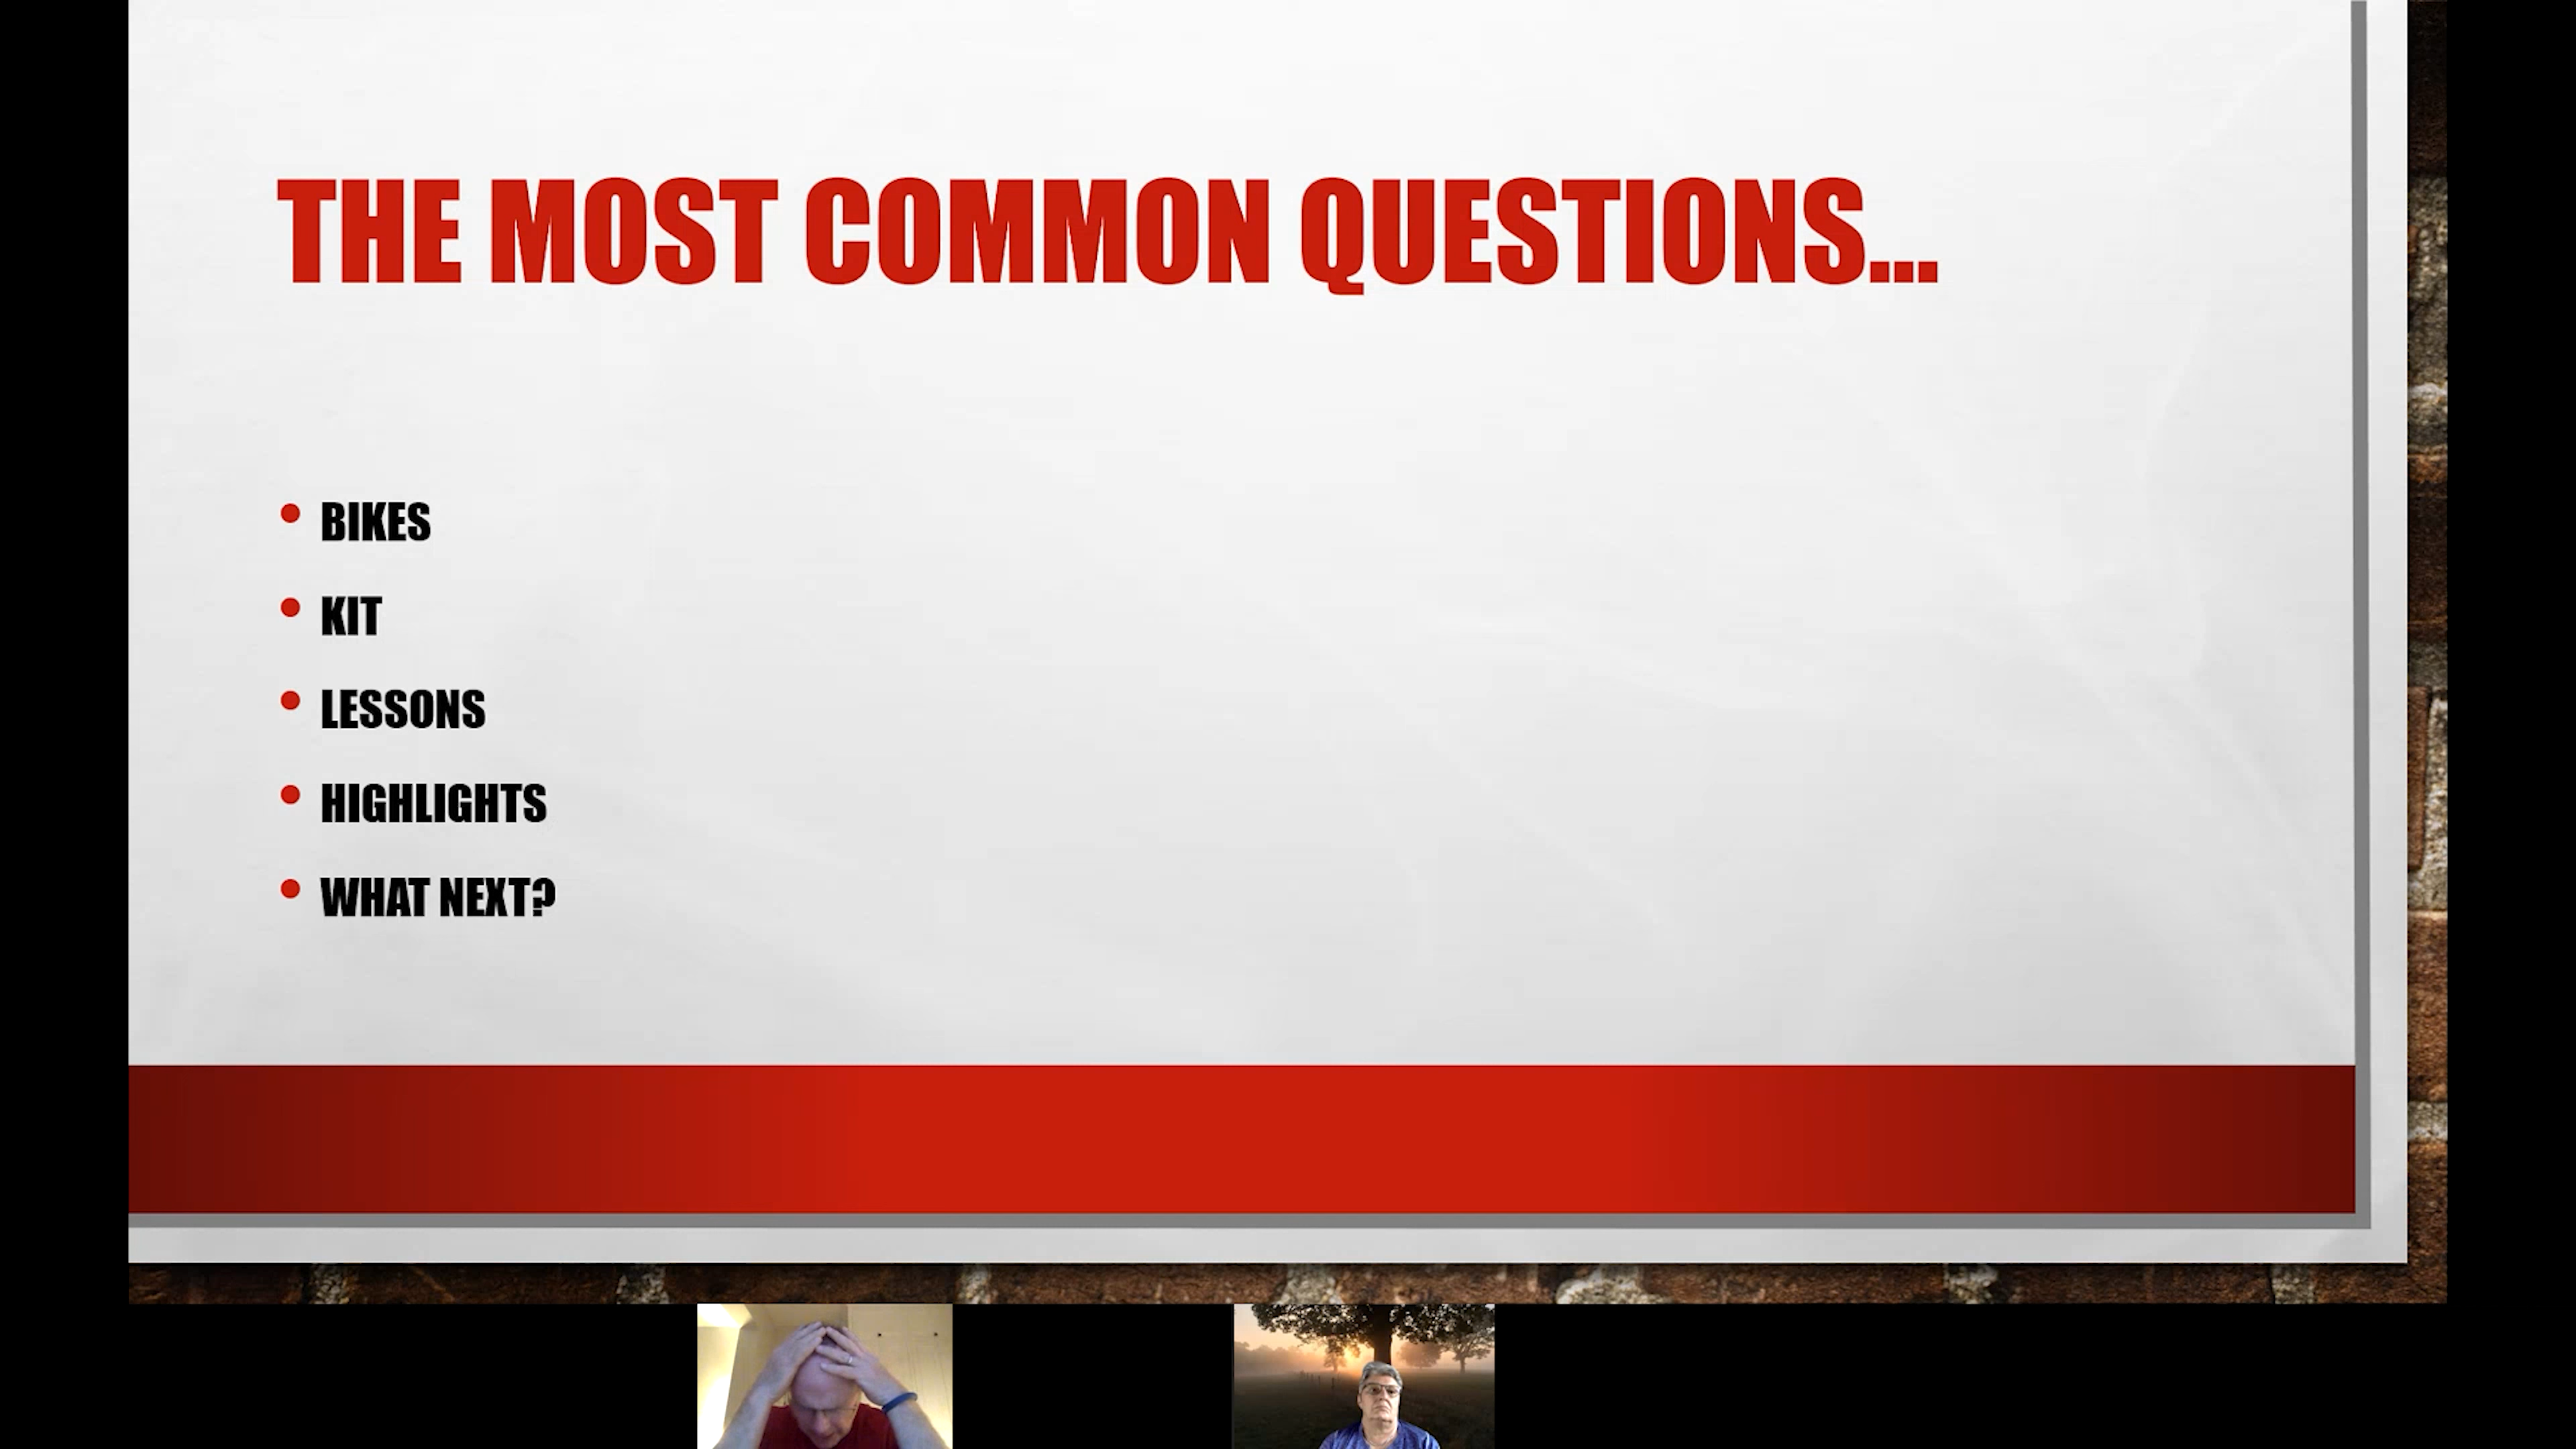 THE MOST COMMON QUESTIONS...
BIKES
KIT
LESSONS
HIGHLIGHTS
WHAT NEXT?